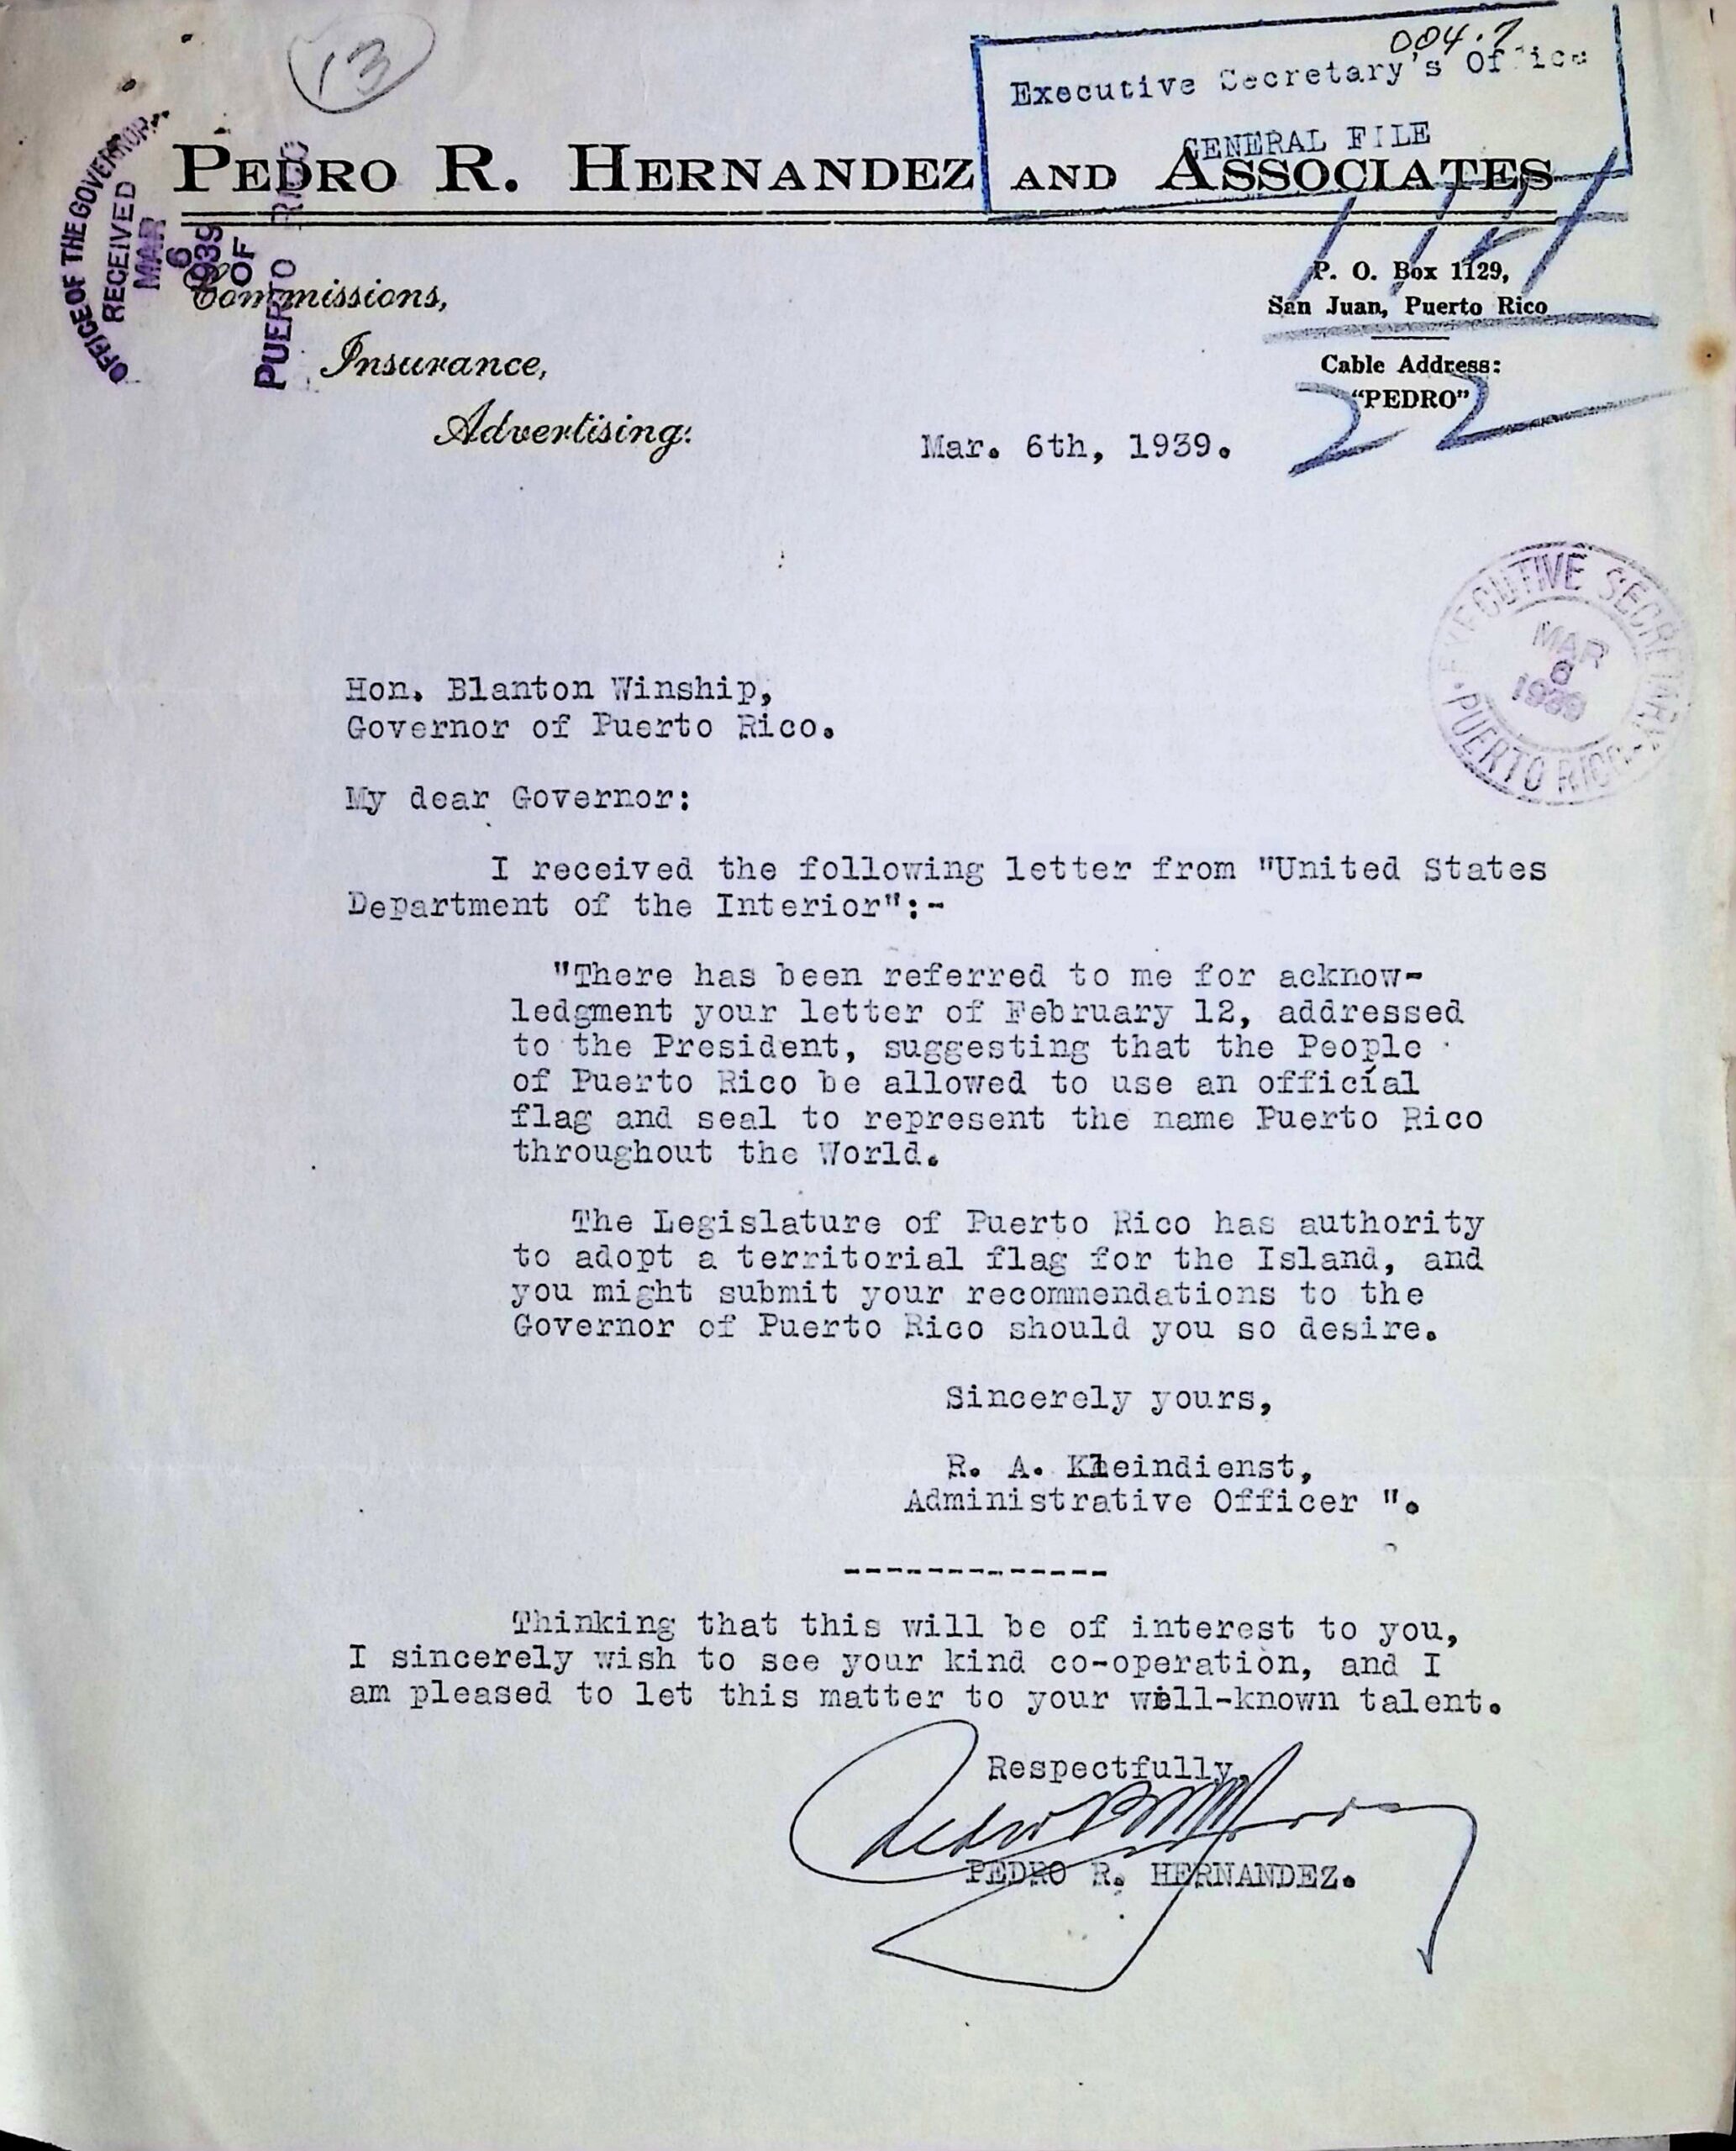 13
004.7
Executive Secretary's Office
GENERAL FILE
OFFICE OF THE GOVERNOR
RECEIVED
MAR
6
1939
OF
PUERTO RICO
PEDRO R. HERNANDEZ AND ASSOCIATES
Commissions,
Insurance,
Advertising:
P. O. Box 1129,
San Juan, Puerto Rico
Cable Address:
"PEDRO"
22
Mar. 6th, 1939.
EXECUTIVE SECRETARY
MAR
6
1939
PUERTO RICO
Hon. Blanton Winship,
Governor of Puerto Rico.
My dear Governor:
I received the following letter from "United States
Department of the Interior":-
"There has been referred to me for acknow-
ledgment your letter of February 12, addressed
to the President, suggesting that the People
of Puerto Rico be allowed to use an official
flag and seal to represent the name Puerto Rico
throughout the World.
The Legislature of Puerto Rico has authority
to adopt a territorial flag for the Island, and
you might submit your recommendations to the
Governor of Puerto Rico should you so desire.
Sincerely yours,
R. A. Kleindienst,
Administrative Officer ".
-------------
Thinking that this will be of interest to you,
I sincerely wish to see your kind co-operation, and I
am pleased to let this matter to your well-known talent.
Respectfully,
PEDRO R. HERNANDEZ.